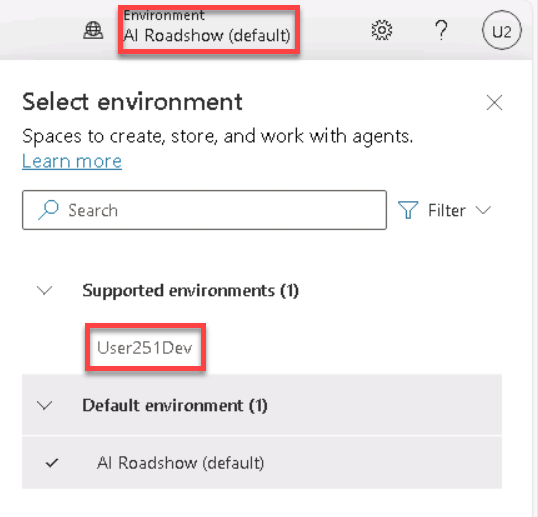 Environment
AI Roadshow (default)
?
U2
Select environment
Spaces to create, store, and work with agents.
Learn more
Search
Filter
Supported environments (1)
User251Dev
Default environment (1)
AI Roadshow (default)